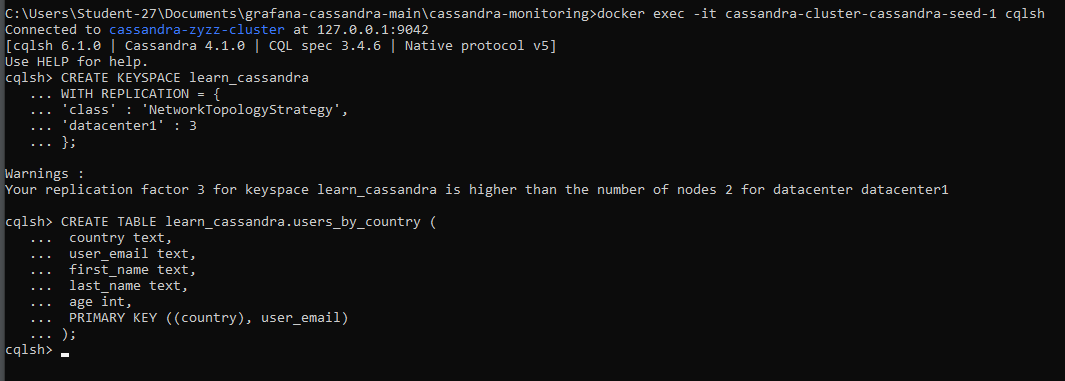 C:\Users\Student-27\Documents\grafana-cassandra-main\cassandra-monitoring>docker exec -it cassandra-cluster-cassandra-seed-1 cqlsh
Connected to cassandra-zyzz-cluster at 127.0.0.1:9042
[cqlsh 6.1.0 | Cassandra 4.1.0 | CQL spec 3.4.6 | Native protocol v5]
Use HELP for help.
cqlsh> CREATE KEYSPACE learn_cassandra
   ... WITH REPLICATION = {
   ... 'class' : 'NetworkTopologyStrategy',
   ... 'datacenter1' : 3
   ... };

Warnings :
Your replication factor 3 for keyspace learn_cassandra is higher than the number of nodes 2 for datacenter datacenter1

cqlsh> CREATE TABLE learn_cassandra.users_by_country (
   ...  country text,
   ...  user_email text,
   ...  first_name text,
   ...  last_name text,
   ...  age int,
   ...  PRIMARY KEY ((country), user_email)
   ... );
cqlsh>